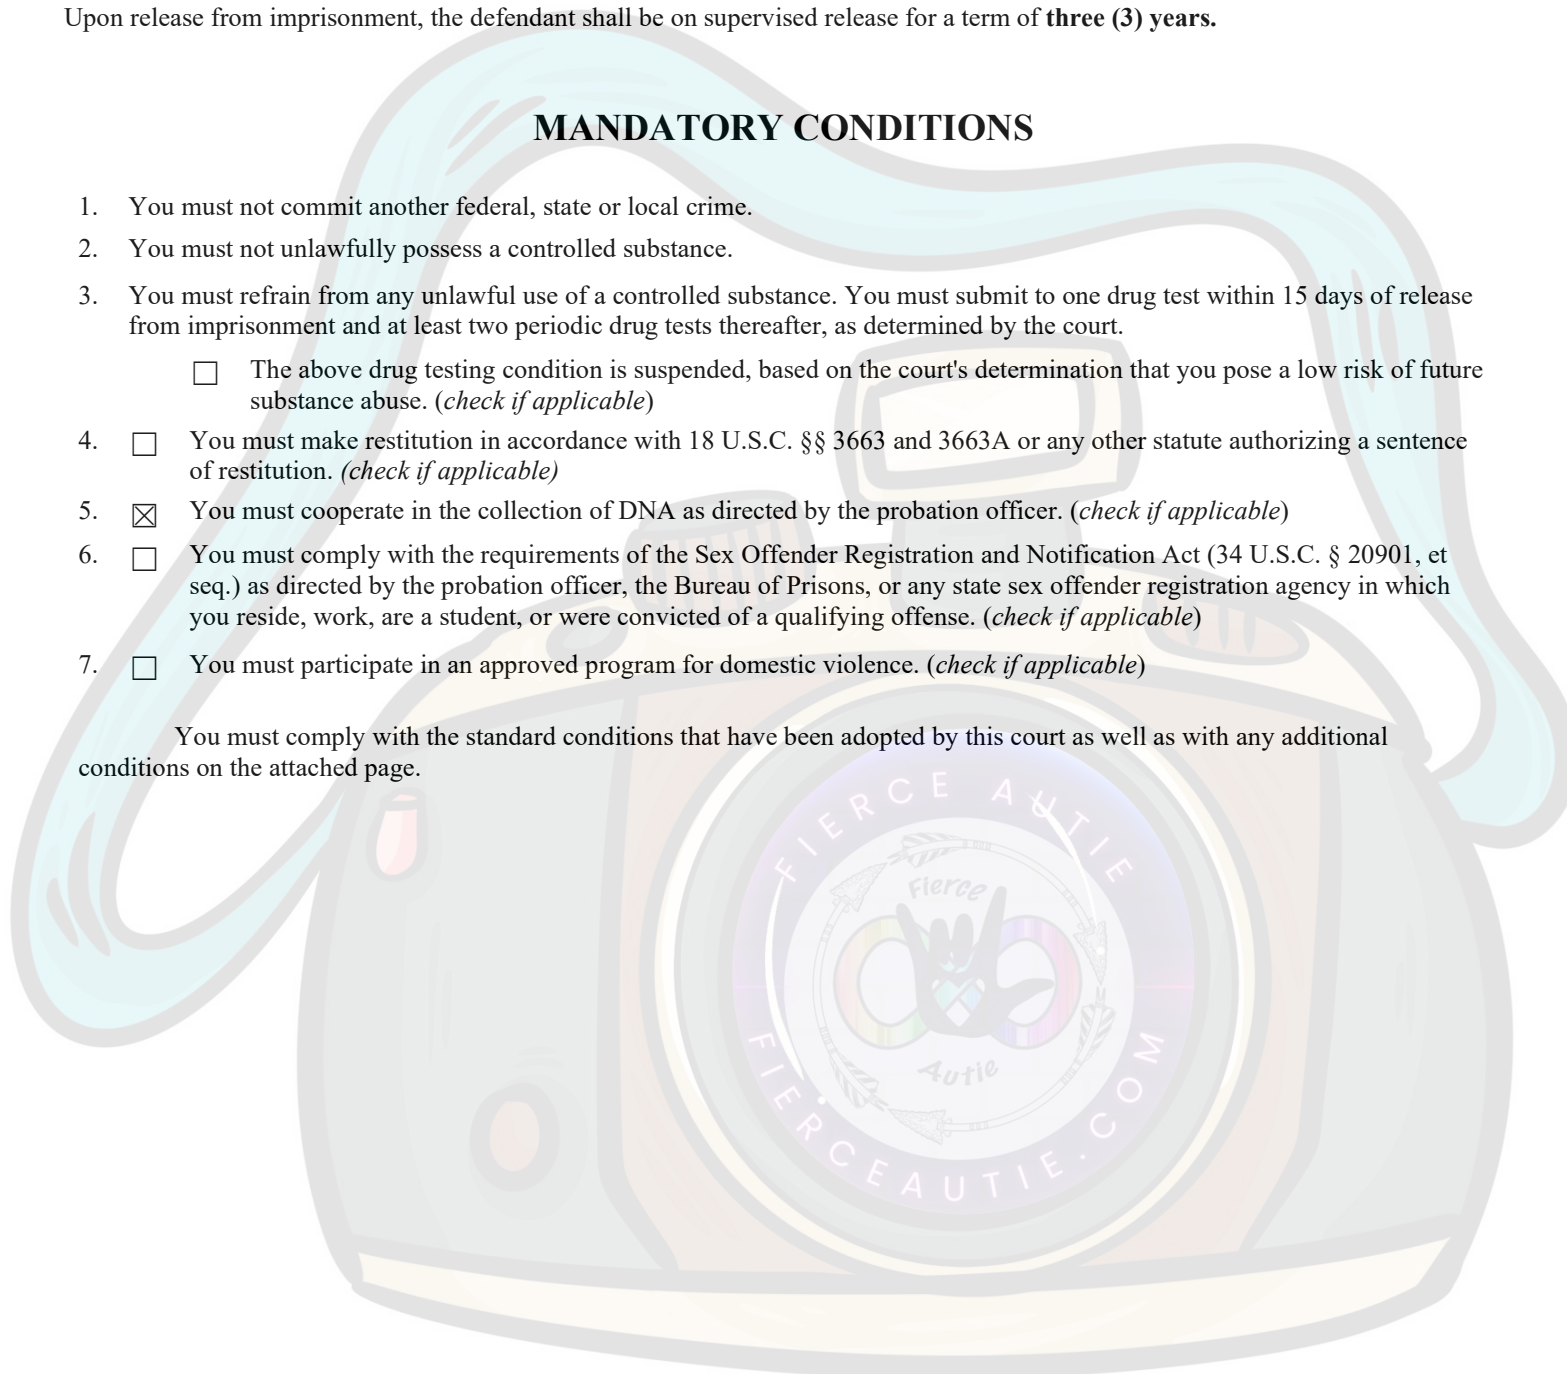 Upon release from imprisonment, the defendant shall be on supervised release for a term of three (3) years.
MANDATORY CONDITIONS
1. You must not commit another federal, state or local crime.
2. You must not unlawfully possess a controlled substance.
3. You must refrain from any unlawful use of a controlled substance. You must submit to one drug test within 15 days of release
from imprisonment and at least two periodic drug tests thereafter, as determined by the court.
☐ The above drug testing condition is suspended, based on the court's determination that you pose a low risk of future
substance abuse. (check if applicable)
4. ☐ You must make restitution in accordance with 18 U.S.C. §§ 3663 and 3663A or any other statute authorizing a sentence
of restitution. (check if applicable)
5. ☒ You must cooperate in the collection of DNA as directed by the probation officer. (check if applicable)
6. ☐ You must comply with the requirements of the Sex Offender Registration and Notification Act (34 U.S.C. § 20901, et
seq.) as directed by the probation officer, the Bureau of Prisons, or any state sex offender registration agency in which
you reside, work, are a student, or were convicted of a qualifying offense. (check if applicable)
7. ☐ You must participate in an approved program for domestic violence. (check if applicable)
You must comply with the standard conditions that have been adopted by this court as well as with any additional
conditions on the attached page.
FIERCE AUTIE
Fierce
Autie
FIERCEAUTIE.COM